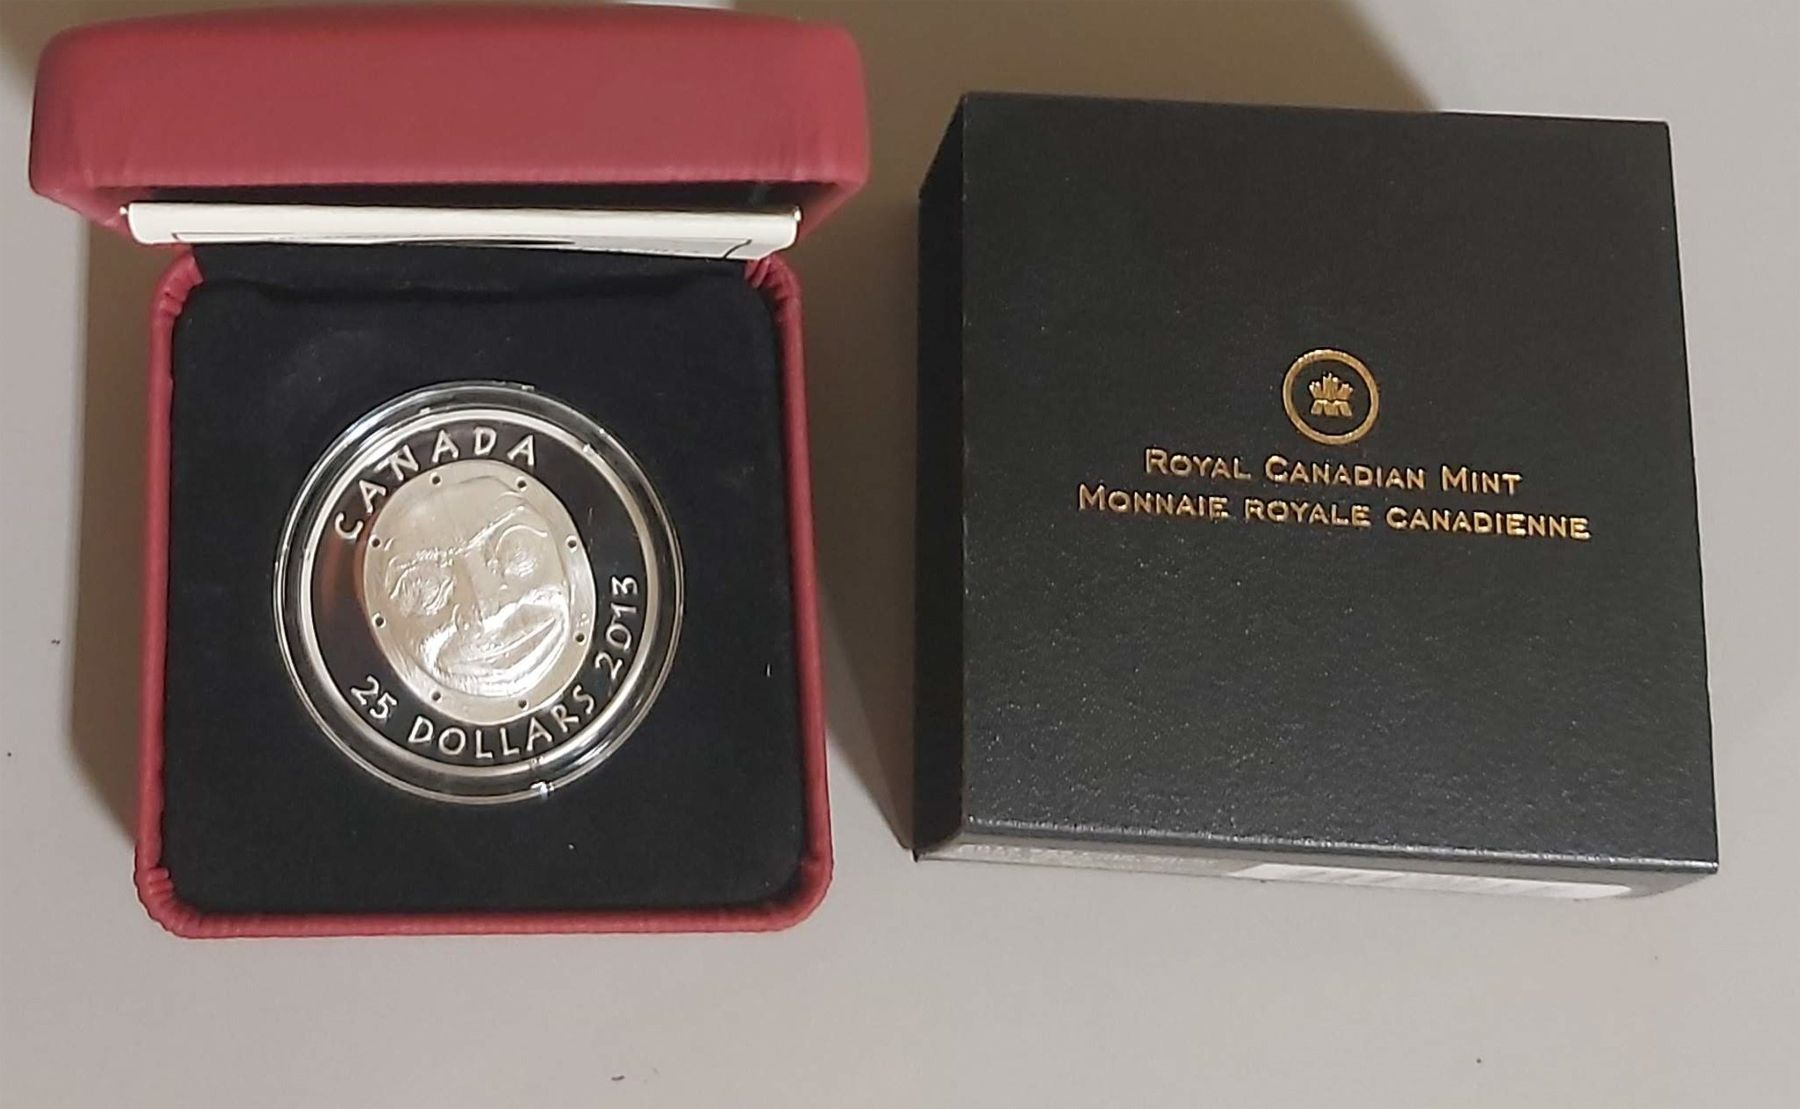 CANADA
25 DOLLARS 2013
ROYAL CANADIAN MINT
MONNAIE ROYALE CANADIENNE